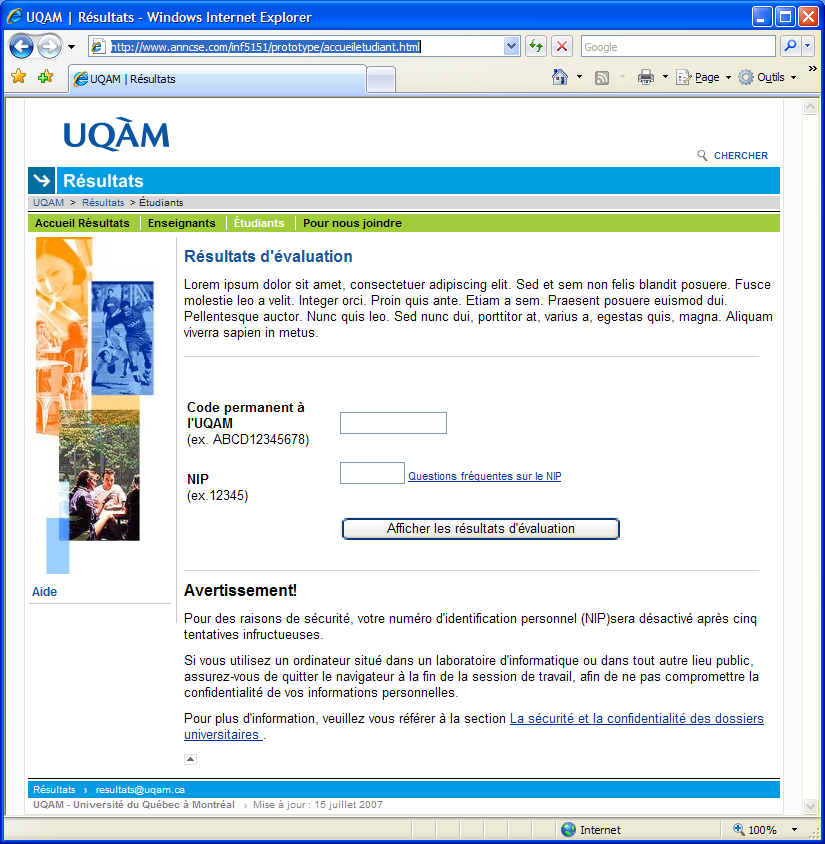 UQAM | Résultats - Windows Internet Explorer
http://www.anncse.com/inf5151/prototype/accueiletudiant.html
Google
UQAM | Résultats
Page
Outils
»
UQÀM
CHERCHER
Résultats
UQAM > Résultats > Étudiants
Accueil Résultats Enseignants Étudiants Pour nous joindre
Résultats d'évaluation
Lorem ipsum dolor sit amet, consectetuer adipiscing elit. Sed et sem non felis blandit posuere. Fusce
molestie leo a velit. Integer orci. Proin quis ante. Etiam a sem. Praesent posuere euismod dui.
Pellentesque auctor. Nunc quis leo. Sed nunc dui, porttitor at, varius a, egestas quis, magna. Aliquam
viverra sapien in metus.
Code permanent à
l'UQAM
(ex. ABCD12345678)
NIP
(ex.12345)
Questions fréquentes sur le NIP
Afficher les résultats d'évaluation
Aide
Avertissement!
Pour des raisons de sécurité, votre numéro d'identification personnel (NIP)sera désactivé après cinq
tentatives infructueuses.
Si vous utilisez un ordinateur situé dans un laboratoire d'informatique ou dans tout autre lieu public,
assurez-vous de quitter le navigateur à la fin de la session de travail, afin de ne pas compromettre la
confidentialité de vos informations personnelles.
Pour plus d'information, veuillez vous référer à la section La sécurité et la confidentialité des dossiers
universitaires .
Résultats › resultats@uqam.ca
UQAM - Université du Québec à Montréal › Mise à jour : 15 juillet 2007
Internet
100%